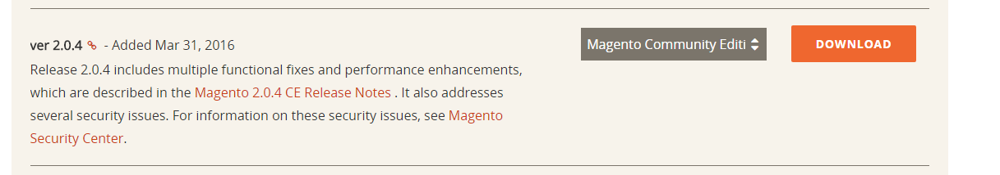 ver 2.0.4 - Added Mar 31, 2016
Magento Community Editi
DOWNLOAD
Release 2.0.4 includes multiple functional fixes and performance enhancements,
which are described in the Magento 2.0.4 CE Release Notes . It also addresses
several security issues. For information on these security issues, see Magento
Security Center.